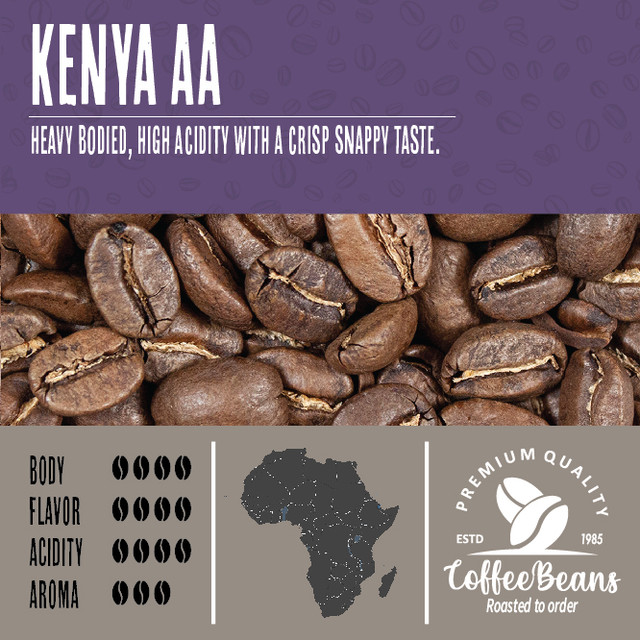 KENYA AA
HEAVY BODIED, HIGH ACIDITY WITH A CRISP SNAPPY TASTE.
BODY
FLAVOR
ACIDITY
AROMA
PREMIUM QUALITY
ESTD 1985
CoffeeBeans
Roasted to order